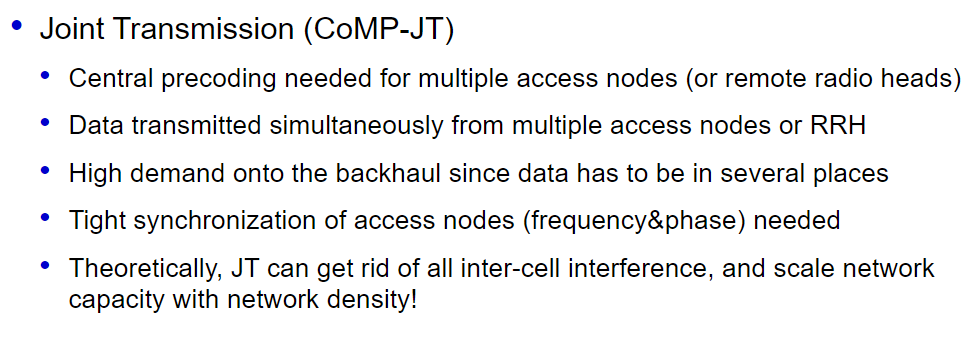 • Joint Transmission (CoMP-JT)
• Central precoding needed for multiple access nodes (or remote radio heads)
• Data transmitted simultaneously from multiple access nodes or RRH
• High demand onto the backhaul since data has to be in several places
• Tight synchronization of access nodes (frequency&phase) needed
• Theoretically, JT can get rid of all inter-cell interference, and scale network
capacity with network density!